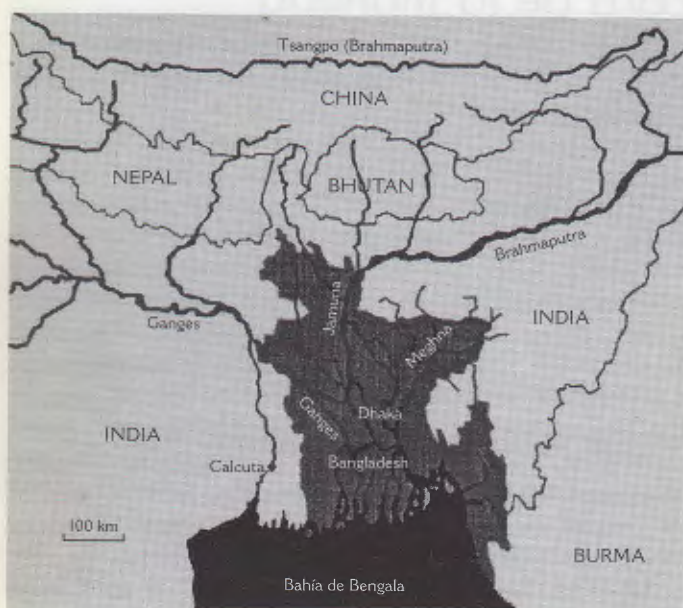 Tsangpo (Brahmaputra)
CHINA
NEPAL
BHUTAN
Brahmaputra
Jamuna
INDIA
Ganges
Meghna
Ganges
Dhaka
INDIA
Bangladesh
Calcuta
100 km
BURMA
Bahía de Bengala